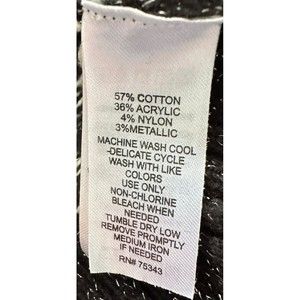 57% COTTON
36% ACRYLIC
4% NYLON
3%METALLIC
MACHINE WASH COOL
-DELICATE CYCLE
WASH WITH LIKE
COLORS
USE ONLY
NON-CHLORINE
BLEACH WHEN
NEEDED
TUMBLE DRY LOW
REMOVE PROMPTLY
MEDIUM IRON
IF NEEDED
RN# 75343